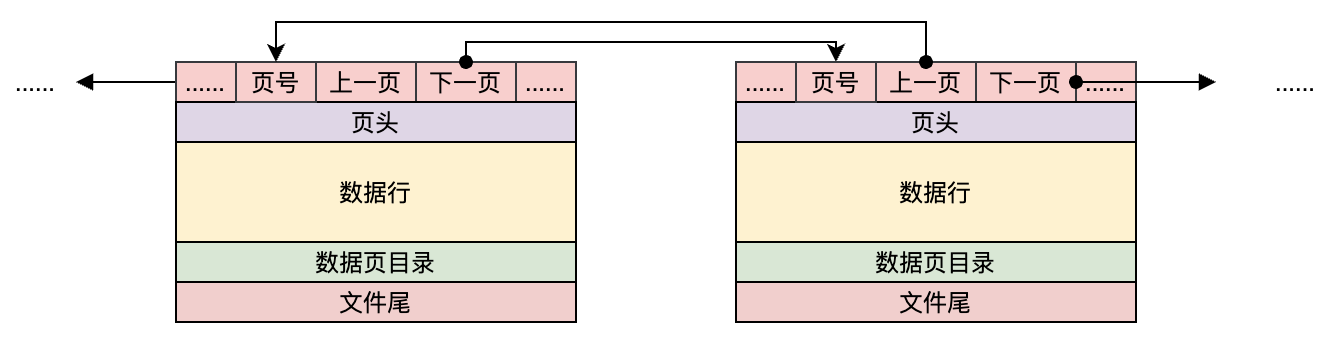 ...... ...... 页号 上一页 下一页 ...... ...... 页号 上一页 下一页 ...... ......
页头 页头
数据行 数据行
数据页目录 数据页目录
文件尾 文件尾